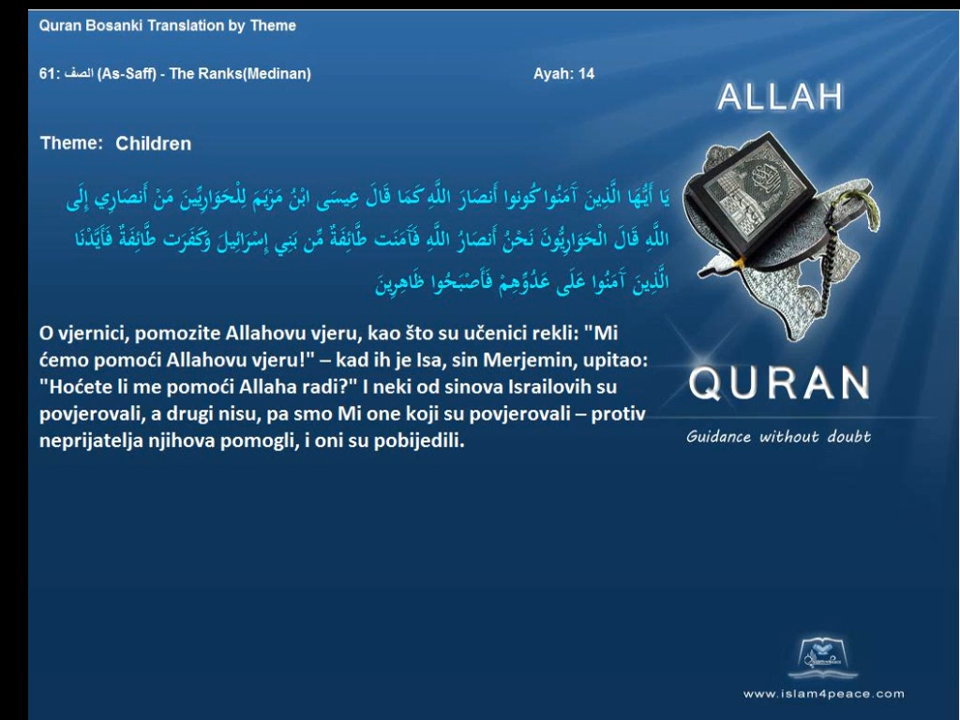 Quran Bosanki Translation by Theme
61: الصف (As-Saff) - The Ranks(Medinan) Ayah: 14
ALLAH
Theme: Children
يَا أَيُّهَا الَّذِينَ آَمَنُوا كُونوا أَنصَارَ اللَّهِ كَمَا قَالَ عِيسَى ابْنُ مَرْيَمَ لِلْحَوَارِيِّينَ مَنْ أَنصَارِي إِلَى
اللَّهِ قَالَ الْحَوَارِيُّونَ نَحْنُ أَنصَارُ اللَّهِ فَآَمَنَت طَّائِفَةٌ مِّن بَنِي إِسْرَائِيلَ وَكَفَرَت طَّائِفَةٌ فَأَيَّدْنَا
الَّذِينَ آَمَنُوا عَلَى عَدُوِّهِمْ فَأَصْبَحُوا ظَاهِرِينَ
O vjernici, pomozite Allahovu vjeru, kao što su učenici rekli: "Mi
ćemo pomoći Allahovu vjeru!" – kad ih je Isa, sin Merjemin, upitao:
"Hoćete li me pomoći Allaha radi?" I neki od sinova Israilovih su
povjerovali, a drugi nisu, pa smo Mi one koji su povjerovali – protiv
neprijatelja njihova pomogli, i oni su pobijedili.
QURAN
Guidance without doubt
www.islam4peace.com